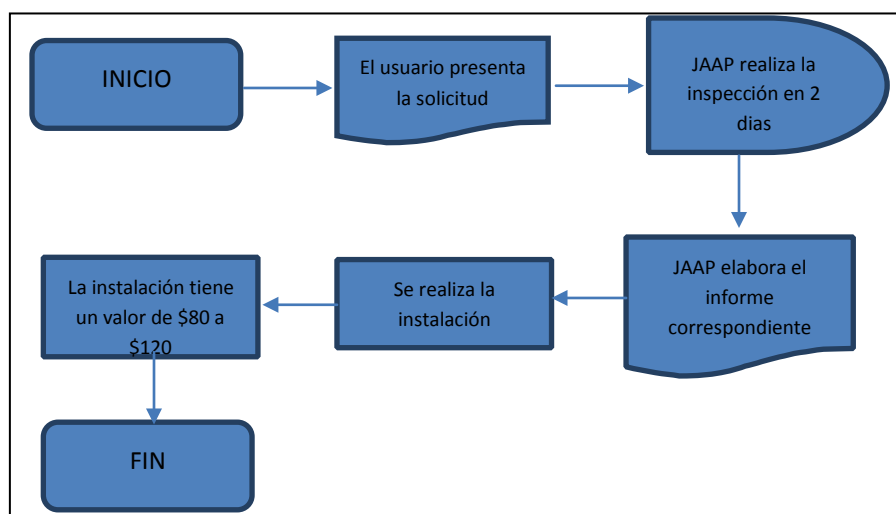 INICIO
El usuario presenta
la solicitud
JAAP realiza la
inspección en 2
dias
JAAP elabora el
informe
correspondiente
Se realiza la
instalación
La instalación tiene
un valor de $80 a
$120
FIN